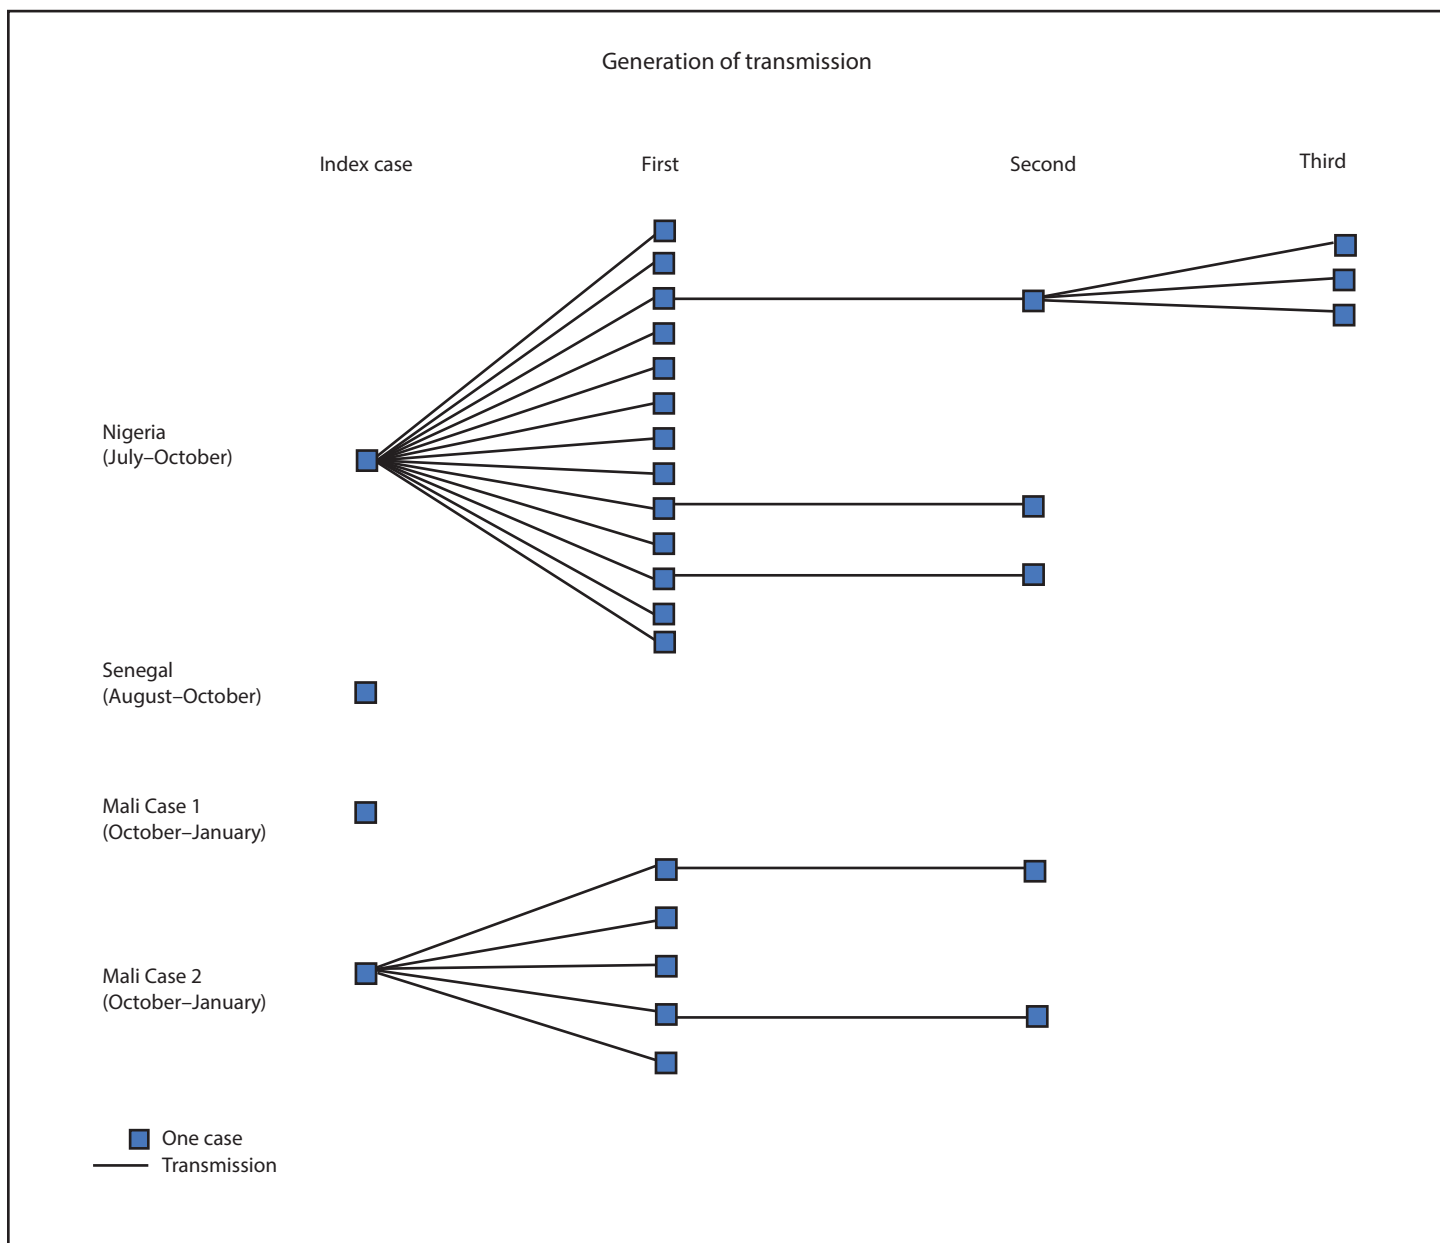 Generation of transmission
Index case
First
Second
Third
Nigeria
(July–October)
Senegal
(August–October)
Mali Case 1
(October–January)
Mali Case 2
(October–January)
One case
Transmission